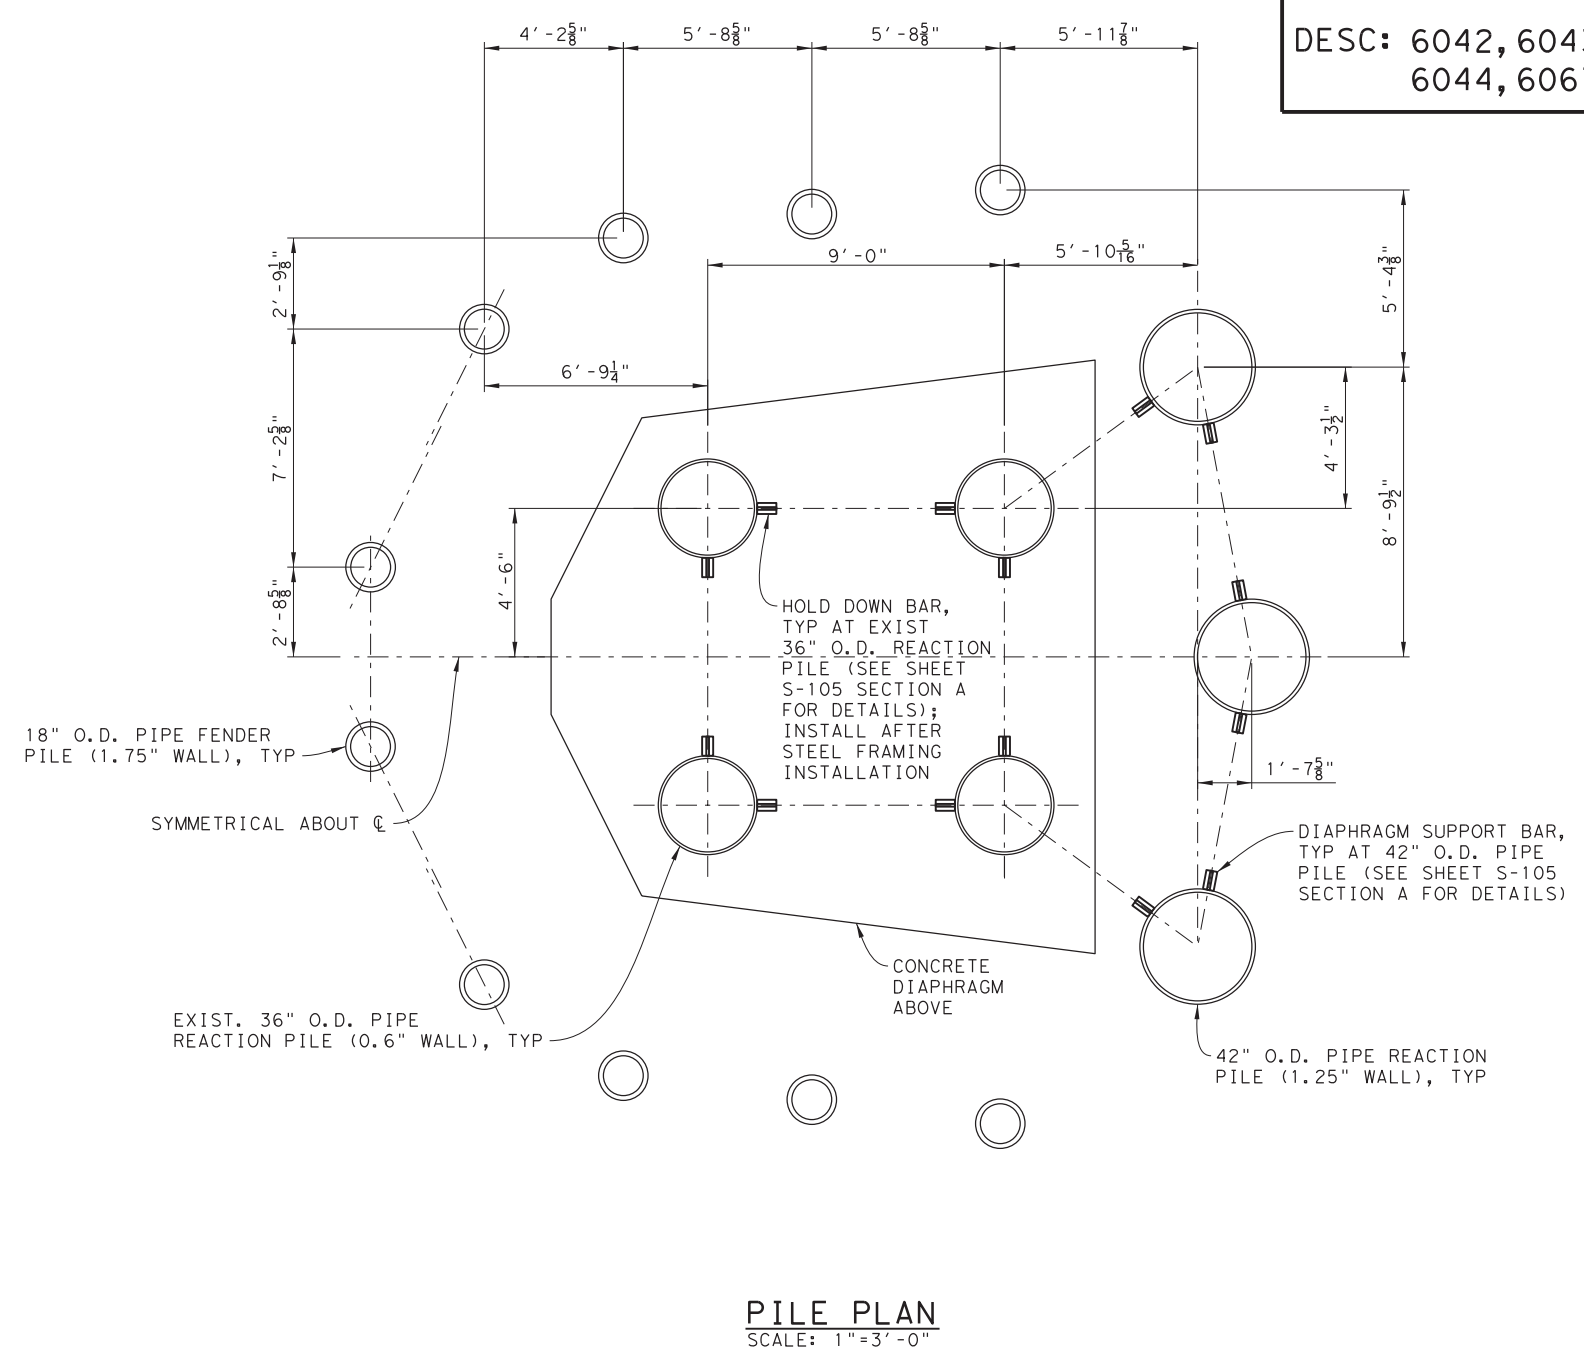 DESC: 6042, 6043
6044, 606
4'-2⅝"
5'-8⅝"
5'-8⅝"
5'-11⅞"
9'-0"
5'-10 5/16"
2'-9⅛"
5'-4⅜"
6'-9¼"
7'-2⅝"
4'-3½"
8'-9½"
4'-6"
2'-8⅝"
HOLD DOWN BAR,
TYP AT EXIST
36" O.D. REACTION
PILE (SEE SHEET
S-105 SECTION A
FOR DETAILS);
INSTALL AFTER
STEEL FRAMING
INSTALLATION
18" O.D. PIPE FENDER
PILE (1.75" WALL), TYP
1'-7⅝"
SYMMETRICAL ABOUT ℄
DIAPHRAGM SUPPORT BAR,
TYP AT 42" O.D. PIPE
PILE (SEE SHEET S-105
SECTION A FOR DETAILS)
CONCRETE
DIAPHRAGM
ABOVE
EXIST. 36" O.D. PIPE
REACTION PILE (0.6" WALL), TYP
42" O.D. PIPE REACTION
PILE (1.25" WALL), TYP
PILE PLAN
SCALE: 1"=3'-0"